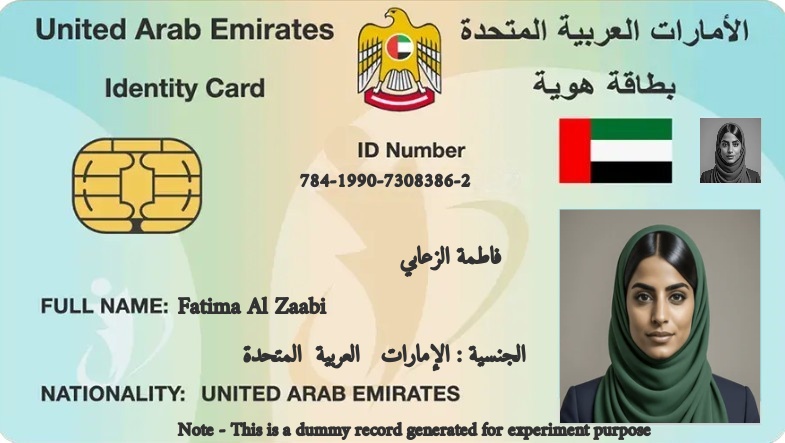 United Arab Emirates الأمارات العربية المتحدة
Identity Card بطاقة هوية
ID Number
784-1990-7308386-2
فاطمة الزعابي
FULL NAME: Fatima Al Zaabi
الجنسية : الإمارات العربية المتحدة
NATIONALITY: UNITED ARAB EMIRATES
Note - This is a dummy record generated for experiment purpose